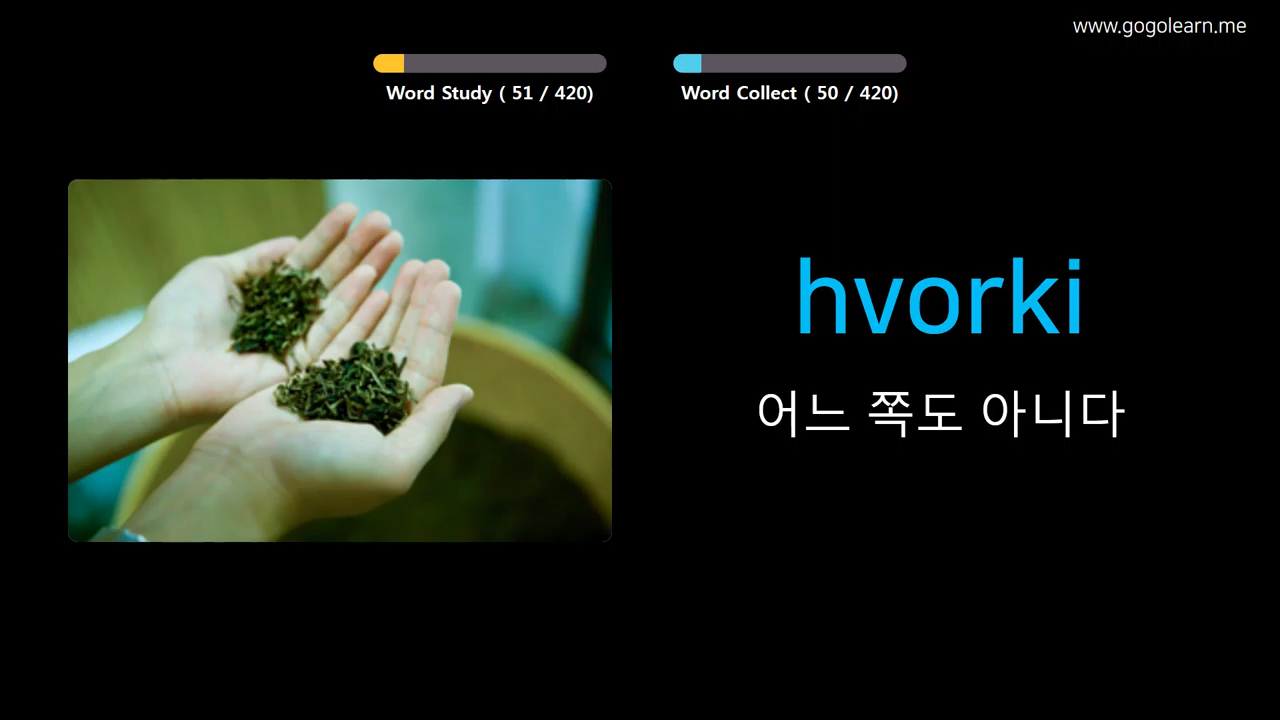 www.gogolearn.me
Word Study ( 51 / 420)
Word Collect ( 50 / 420)
hvorki
어느 쪽도 아니다